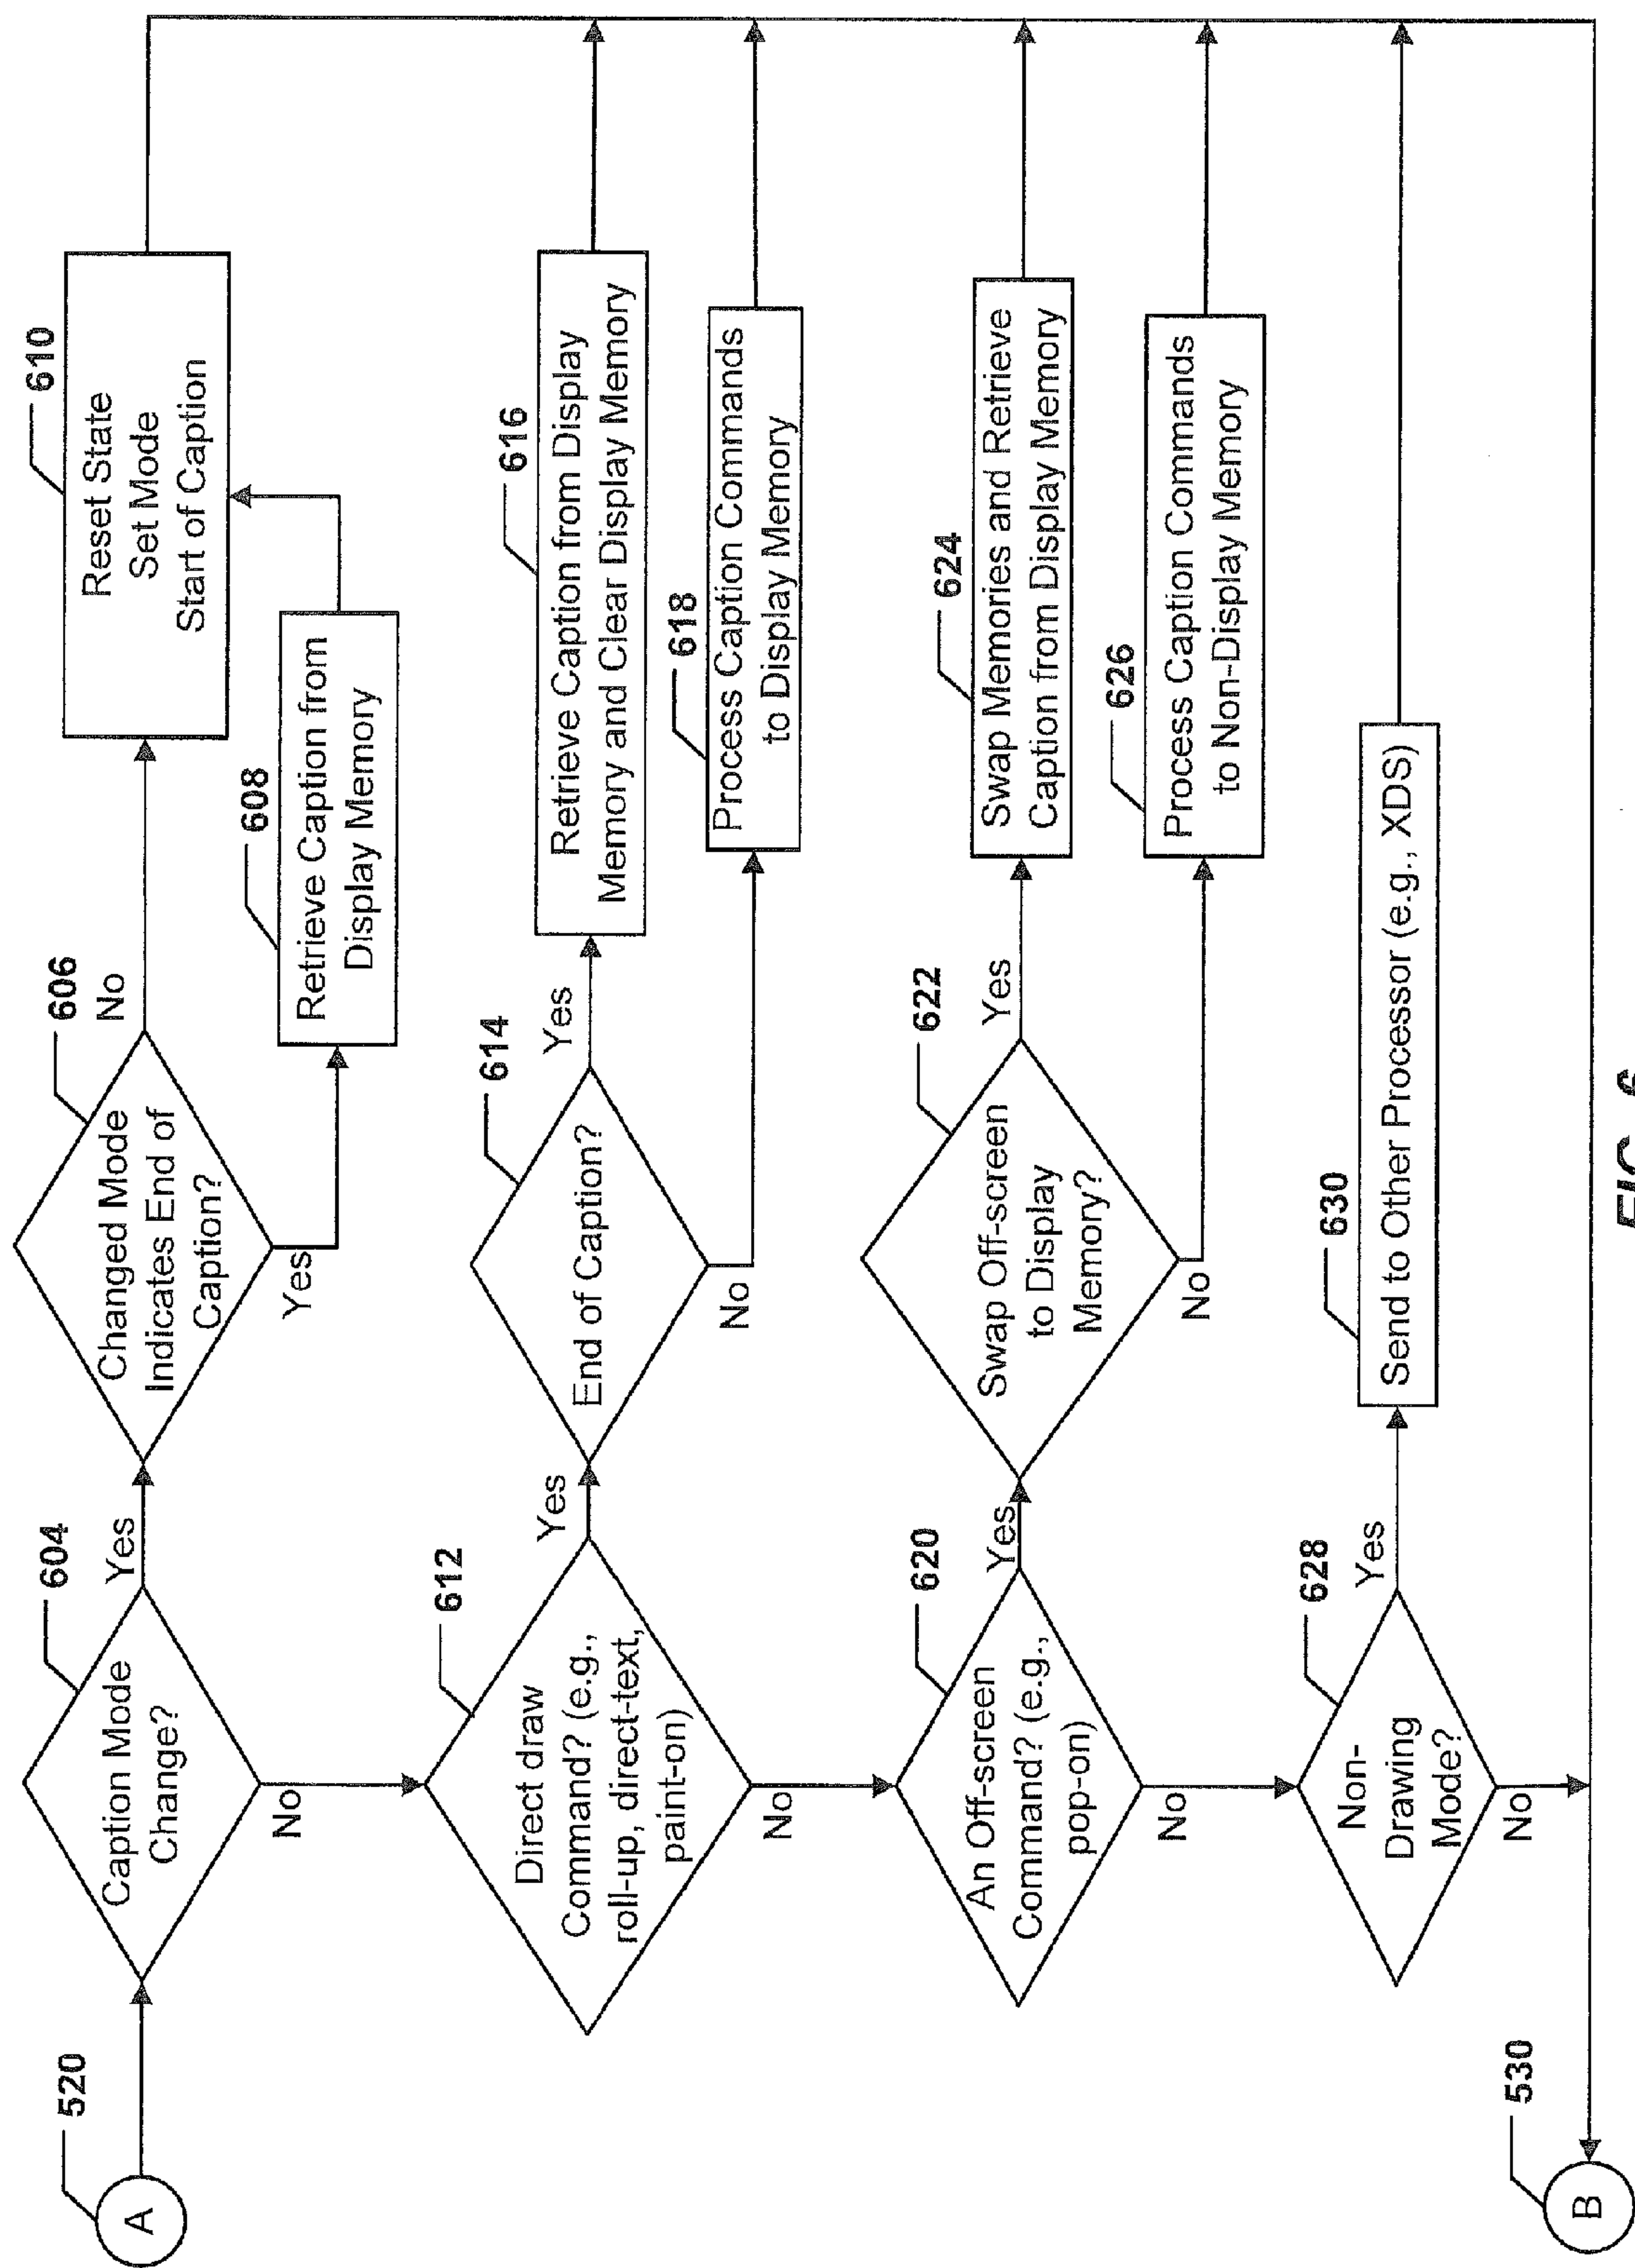 520
A
604
Caption Mode
Change?
Yes
No
606
Changed Mode
Indicates End of
Caption?
No
Yes
608
Retrieve Caption from
Display Memory
610
Reset State
Set Mode
Start of Caption
612
Direct draw
Command? (e.g.,
roll-up, direct-text,
paint-on)
Yes
No
614
End of Caption?
Yes
No
616
Retrieve Caption from Display
Memory and Clear Display Memory
618
Process Caption Commands
to Display Memory
620
An Off-screen
Command? (e.g.,
pop-on)
Yes
No
622
Swap Off-screen
to Display
Memory?
Yes
No
624
Swap Memories and Retrieve
Caption from Display Memory
626
Process Caption Commands
to Non-Display Memory
628
Non-
Drawing
Mode?
Yes
No
630
Send to Other Processor (e.g., XDS)
530
B
FIG. 6